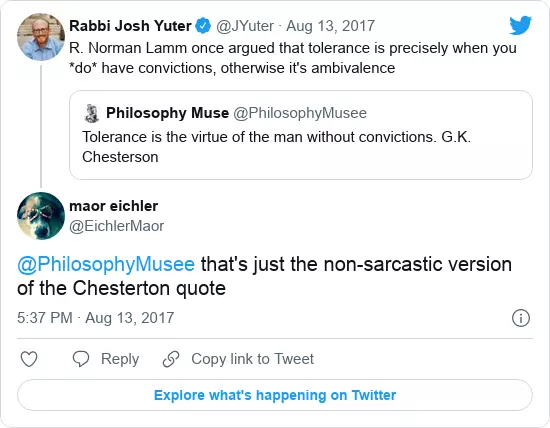 Rabbi Josh Yuter @JYuter · Aug 13, 2017
R. Norman Lamm once argued that tolerance is precisely when you
*do* have convictions, otherwise it's ambivalence
Philosophy Muse @PhilosophyMusee
Tolerance is the virtue of the man without convictions. G.K.
Chesterson
maor eichler
@EichlerMaor
@PhilosophyMusee that's just the non-sarcastic version
of the Chesterton quote
5:37 PM · Aug 13, 2017
Reply
Copy link to Tweet
Explore what's happening on Twitter